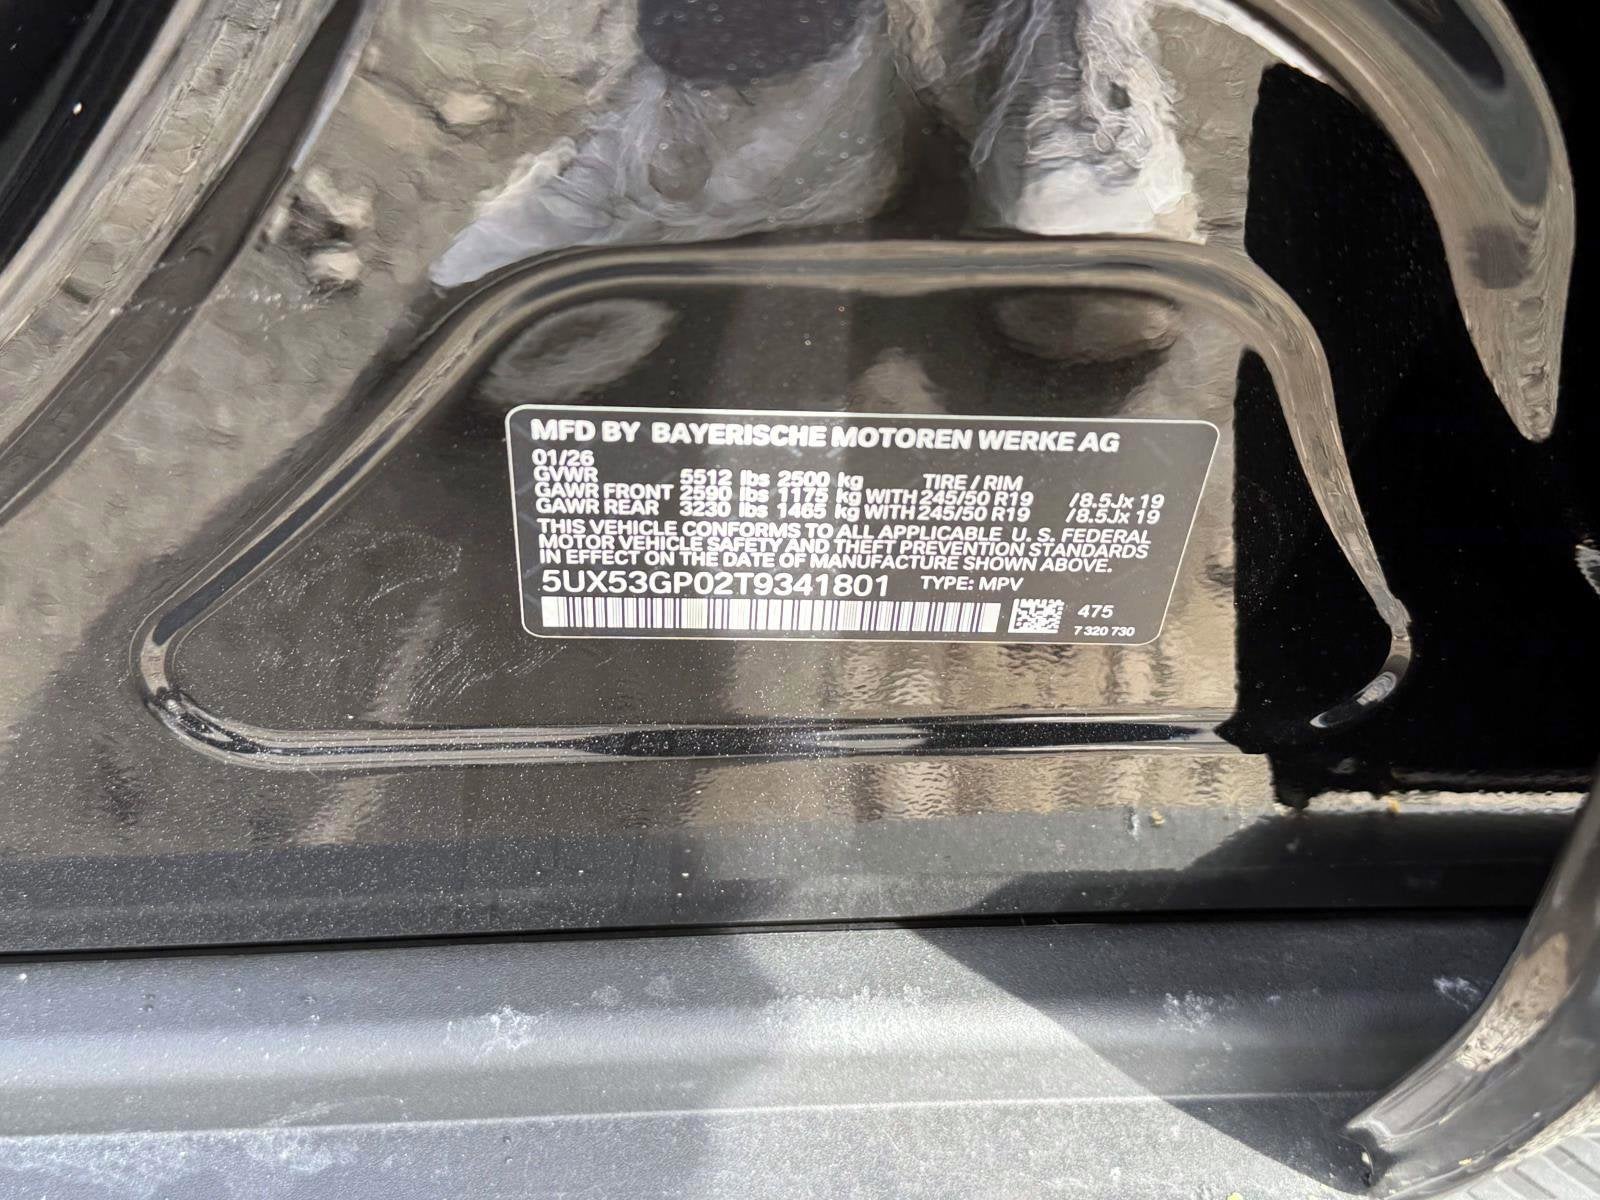 MFD BY BAYERISCHE MOTOREN WERKE AG
01/26
GVWR 5512 lbs 2500 kg TIRE / RIM
GAWR FRONT 2590 lbs 1175 kg WITH 245/50 R19 /8.5Jx 19
GAWR REAR 3230 lbs 1465 kg WITH 245/50 R19 /8.5Jx 19
THIS VEHICLE CONFORMS TO ALL APPLICABLE U. S. FEDERAL
MOTOR VEHICLE SAFETY AND THEFT PREVENTION STANDARDS
IN EFFECT ON THE DATE OF MANUFACTURE SHOWN ABOVE.
5UX53GP02T9341801 TYPE: MPV
475
7 320 730